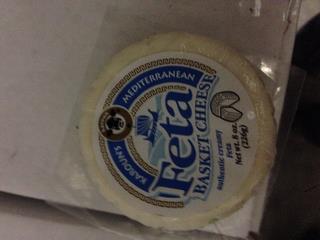 KAROUN'S MEDITERRANEAN
Feta
BASKET CHEESE
authentic creamy
Feta
Net wt. 8 oz.
(226g)